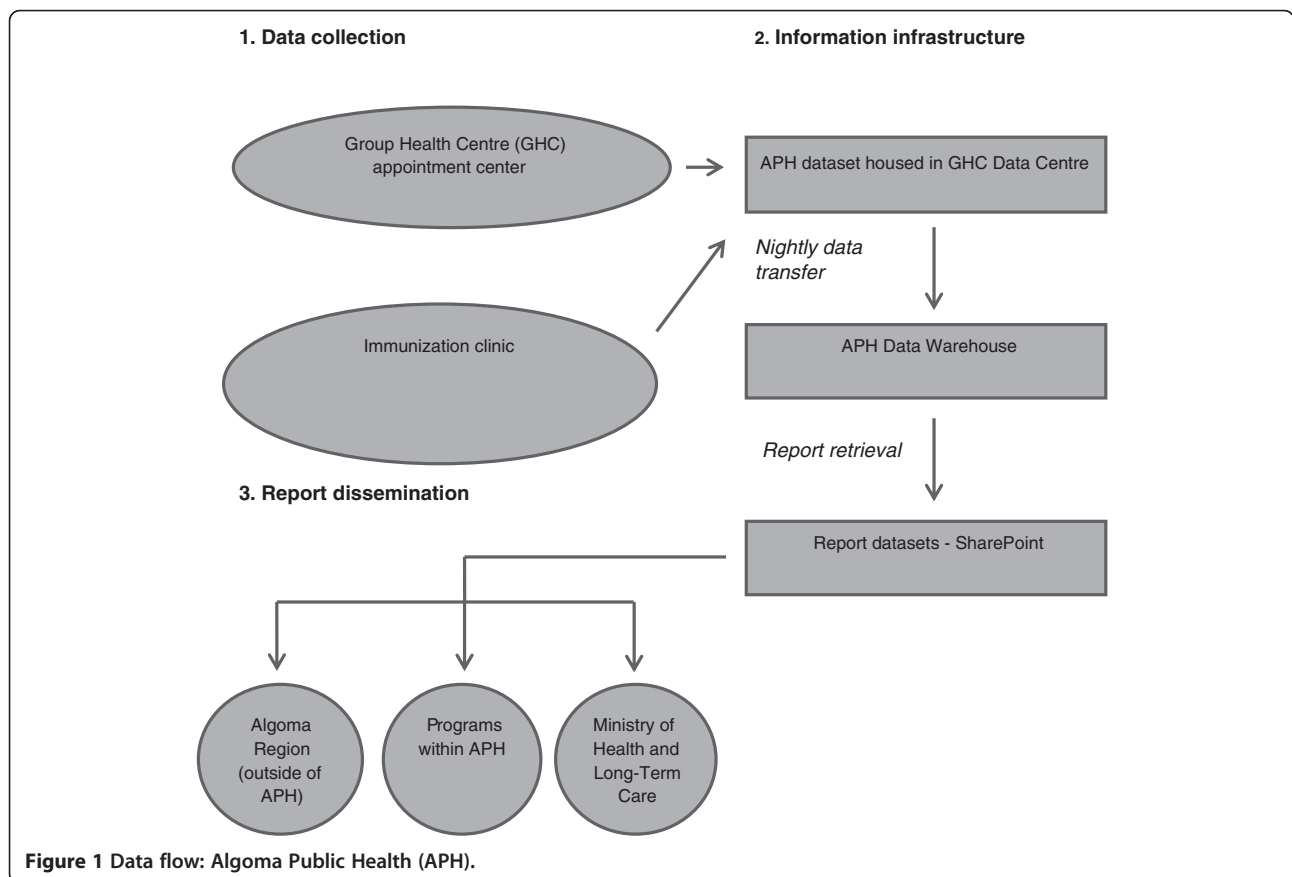 1. Data collection
2. Information infrastructure
Group Health Centre (GHC)
appointment center
APH dataset housed in GHC Data Centre
Nightly data
transfer
Immunization clinic
APH Data Warehouse
Report retrieval
3. Report dissemination
Report datasets - SharePoint
Algoma
Region
(outside of
APH)
Programs
within APH
Ministry of
Health and
Long-Term
Care
Figure 1 Data flow: Algoma Public Health (APH).